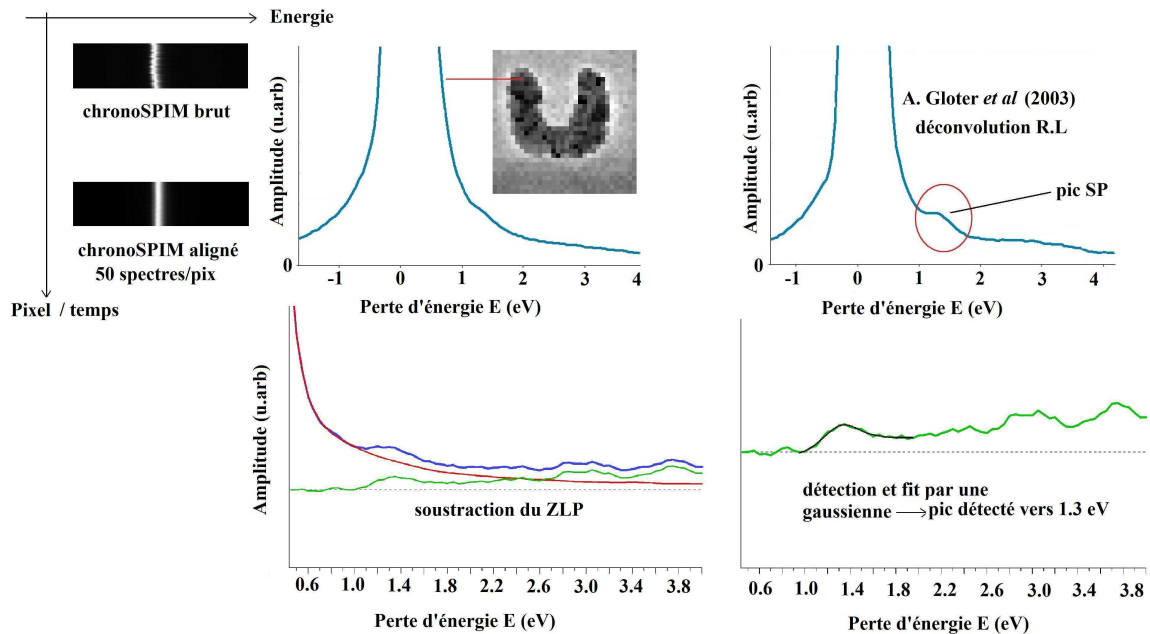 Energie
chronoSPIM brut
chronoSPIM aligné
50 spectres/pix
Pixel / temps
Amplitude (u.arb)
0
-1 0 1 2 3 4
Perte d'énergie E (eV)
Amplitude (u.arb)
A. Gloter et al (2003)
déconvolution R.L
pic SP
0
-1 0 1 2 3 4
Perte d'énergie E (eV)
Amplitude (u.arb)
soustraction du ZLP
0.6 1.0 1.4 1.8 2.2 2.6 3.0 3.4 3.8
Perte d'énergie E (eV)
détection et fit par une
gaussienne → pic détecté vers 1.3 eV
0.6 1.0 1.4 1.8 2.2 2.6 3.0 3.4 3.8
Perte d'énergie E (eV)